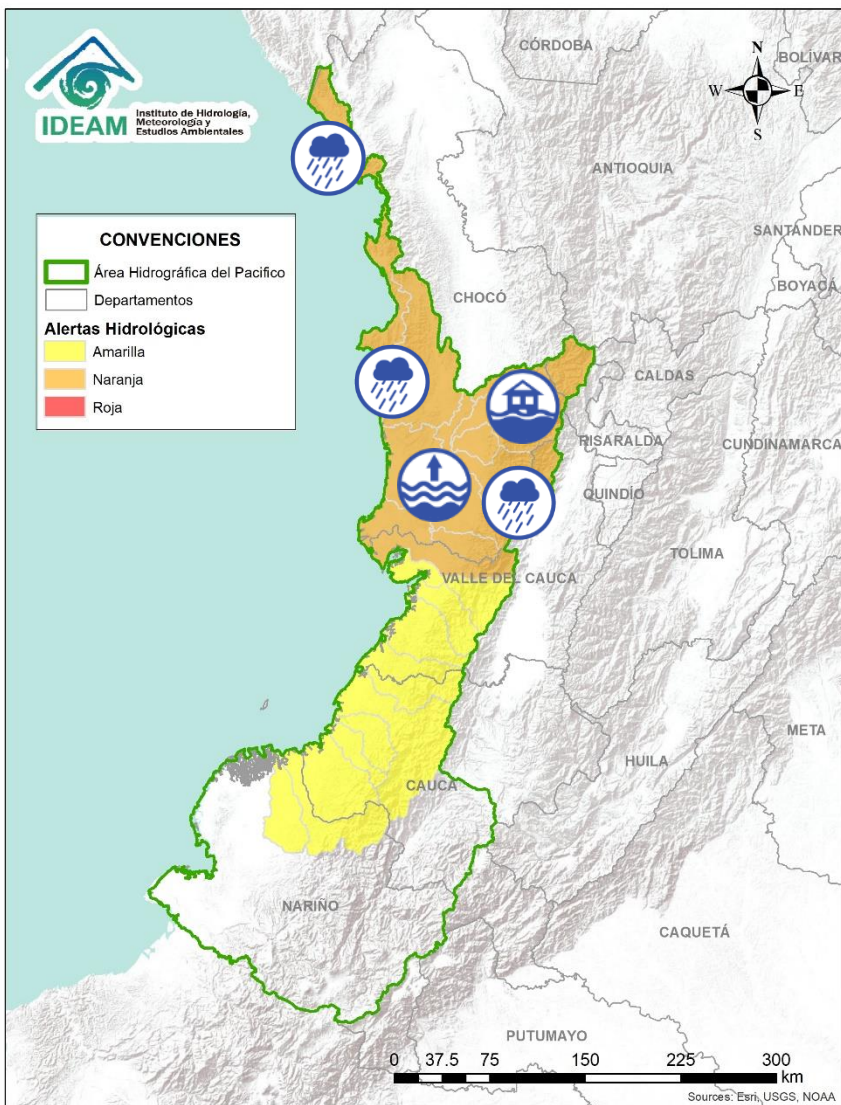 IDEAM
Instituto de Hidrología,
Meteorología y
Estudios Ambientales
CÓRDOBA
BOLÍVAR
N
W
E
S
ANTIOQUIA
SANTANDER
BOYACÁ
CONVENCIONES
Área Hidrográfica del Pacifico
Departamentos
Alertas Hidrológicas
Amarilla
Naranja
Roja
CHOCÓ
CALDAS
RISARALDA
CUNDINAMARCA
QUINDÍO
TOLIMA
VALLE DEL CAUCA
META
HUILA
CAUCA
NARIÑO
CAQUETÁ
PUTUMAYO
0 37.5 75 150 225 300
km
Sources: Esri, USGS, NOAA